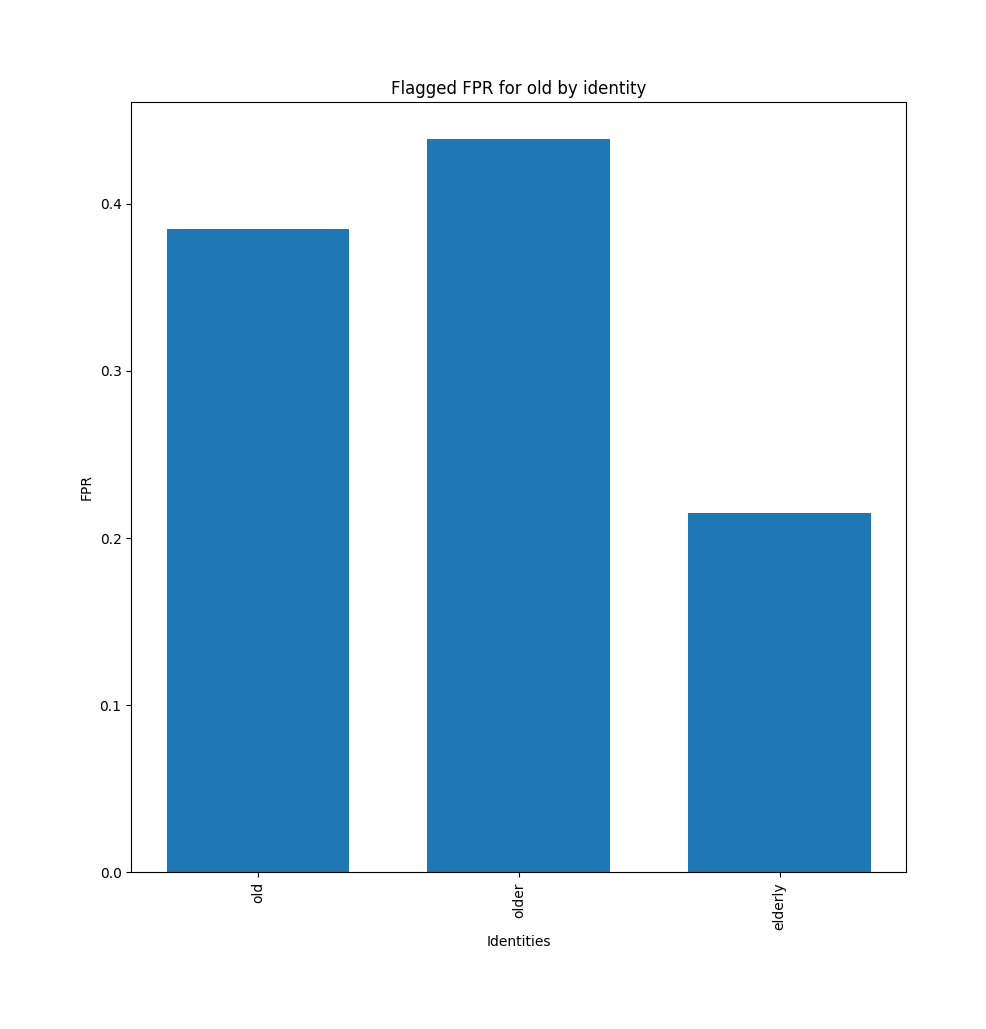 Flagged FPR for old by identity
FPR
0.4
0.3
0.2
0.1
0.0
old
older
elderly
Identities